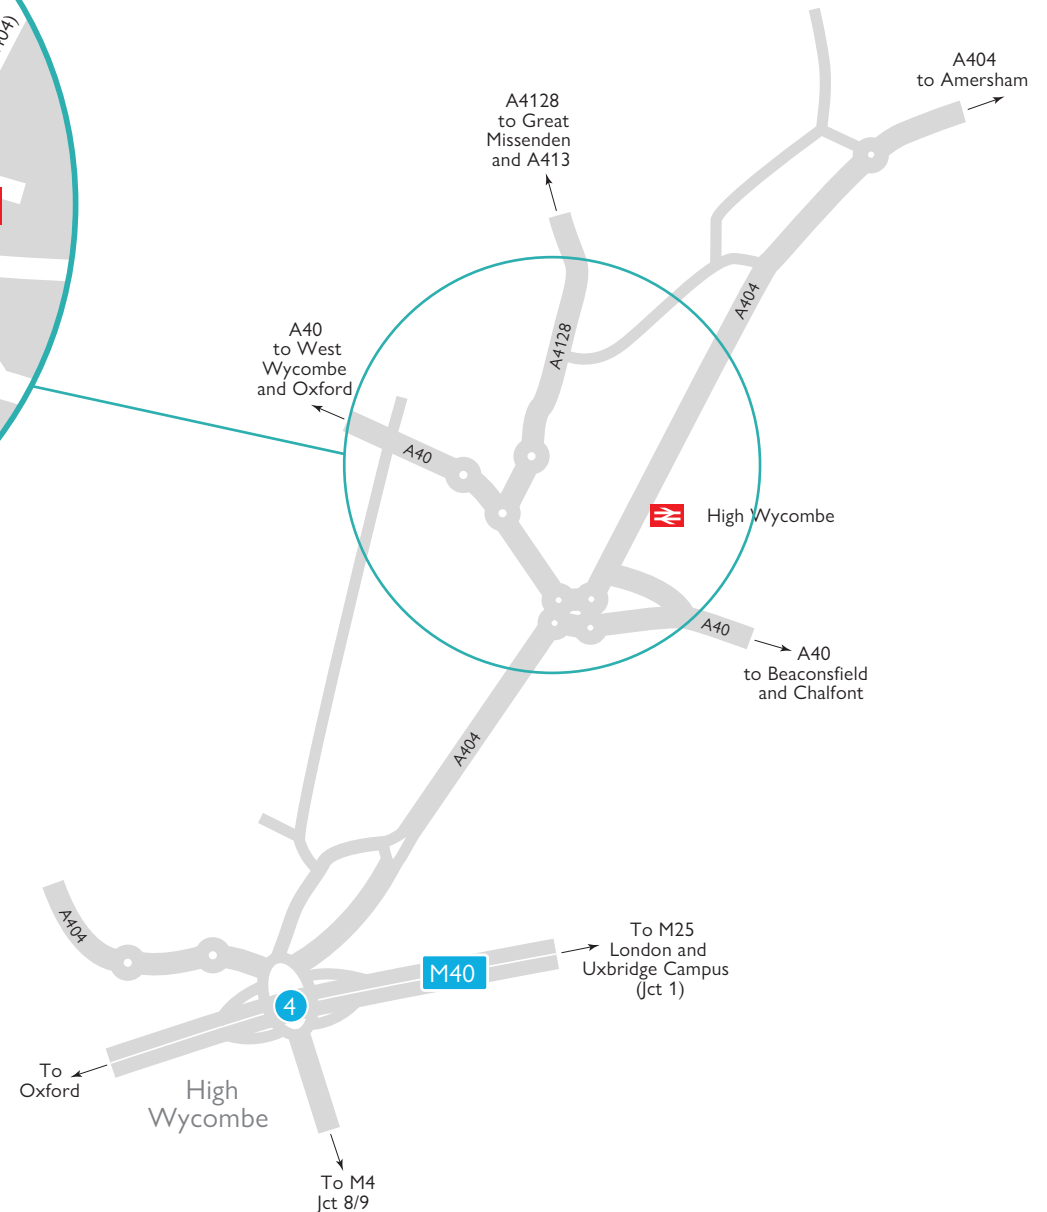 404)
A404
to Amersham
A4128
to Great
Missenden
and A413
A404
A4128
A40
to West
Wycombe
and Oxford
A40
High Wycombe
A40
A40
to Beaconsfield
and Chalfont
A404
A404
To M25
London and
Uxbridge Campus
(Jct 1)
M40
4
To
Oxford
High
Wycombe
To M4
Jct 8/9